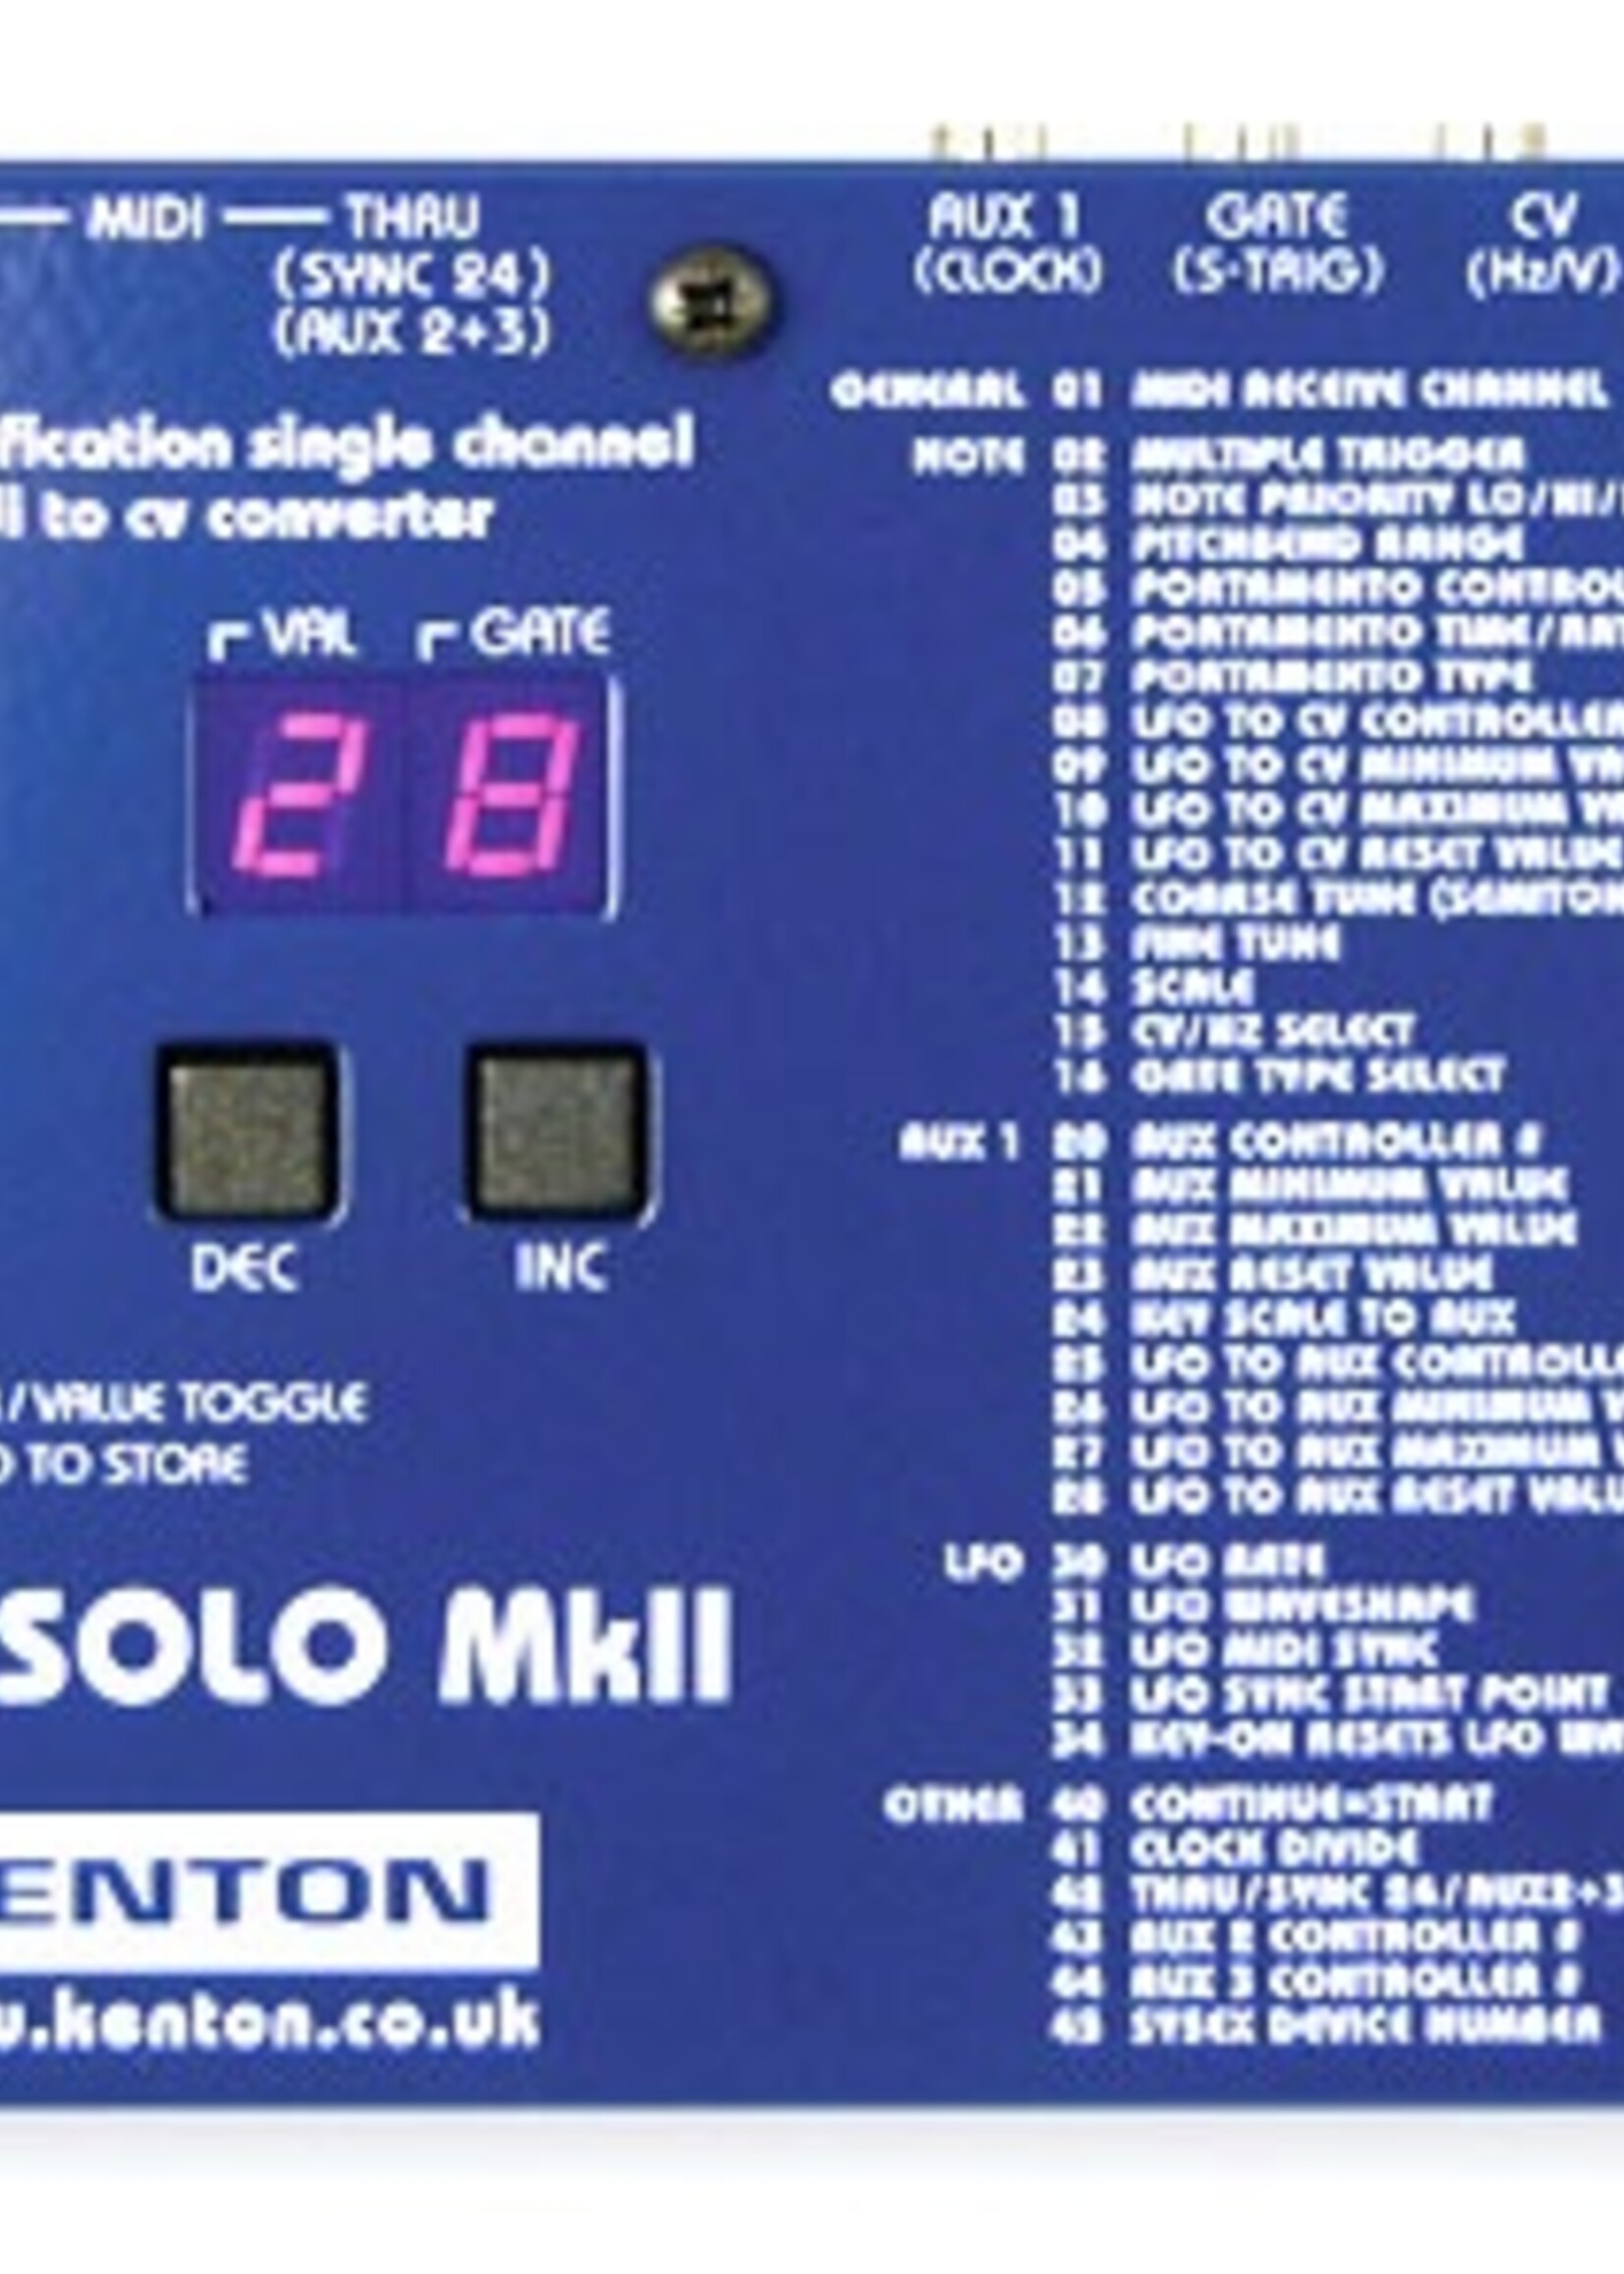 MIDI THRU
(SYNC 24)
(AUX 2+3)
fication single channel
i to cv converter
VAL GATE
28
DEC INC
/VALUE TOGGLE
TO STORE
SOLO MkII
ENTON
.kenton.co.uk
AUX 1 GATE CV
(CLOCK) (S-TRIG) (Hz/V)
GENERAL 01 MIDI RECEIVE CHANNEL
NOTE 02 MULTIPLE TRIGGER
03 NOTE PRIORITY LO/HI/
04 PITCHBEND RANGE
05 PORTAMENTO CONTROL
06 PORTAMENTO TIME/RAT
07 PORTAMENTO TYPE
08 LFO TO CV CONTROLLER
09 LFO TO CV MINIMUM VA
10 LFO TO CV MAXIMUM VA
11 LFO TO CV RESET VALUE
12 COARSE TUNE (SEMITON
13 FINE TUNE
14 SCALE
15 CV/HZ SELECT
16 GATE TYPE SELECT
AUX 1 20 AUX CONTROLLER #
21 AUX MINIMUM VALUE
22 AUX MAXIMUM VALUE
23 AUX RESET VALUE
24 KEY SCALE TO AUX
25 LFO TO AUX CONTROLLE
26 LFO TO AUX MINIMUM V
27 LFO TO AUX MAXIMUM V
28 LFO TO AUX RESET VALU
LFO 30 LFO RATE
31 LFO WAVESHAPE
32 LFO MIDI SYNC
33 LFO SYNC START POINT
34 KEY-ON RESETS LFO WA
OTHER 40 CONTINUE=START
41 CLOCK DIVIDE
42 THRU/SYNC 24/AUX2+3
43 AUX 2 CONTROLLER #
44 AUX 3 CONTROLLER #
45 SYSEX DEVICE NUMBER